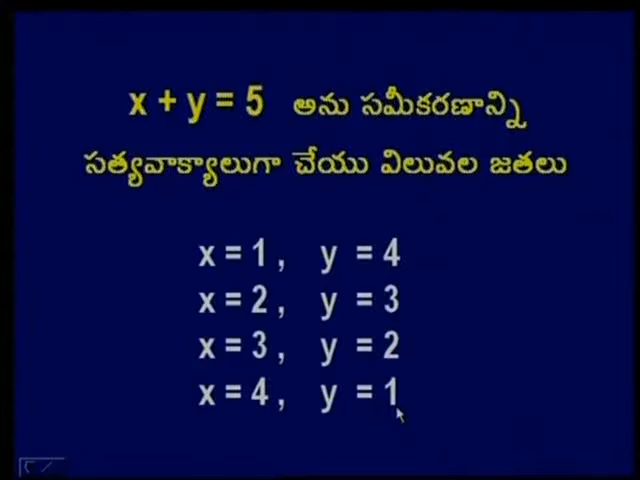 x + y = 5 అను సమీకరణాన్ని
సత్యవాక్యాలుగా చేయు విలువల జతలు
x = 1 , y = 4
x = 2 , y = 3
x = 3 , y = 2
x = 4 , y = 1